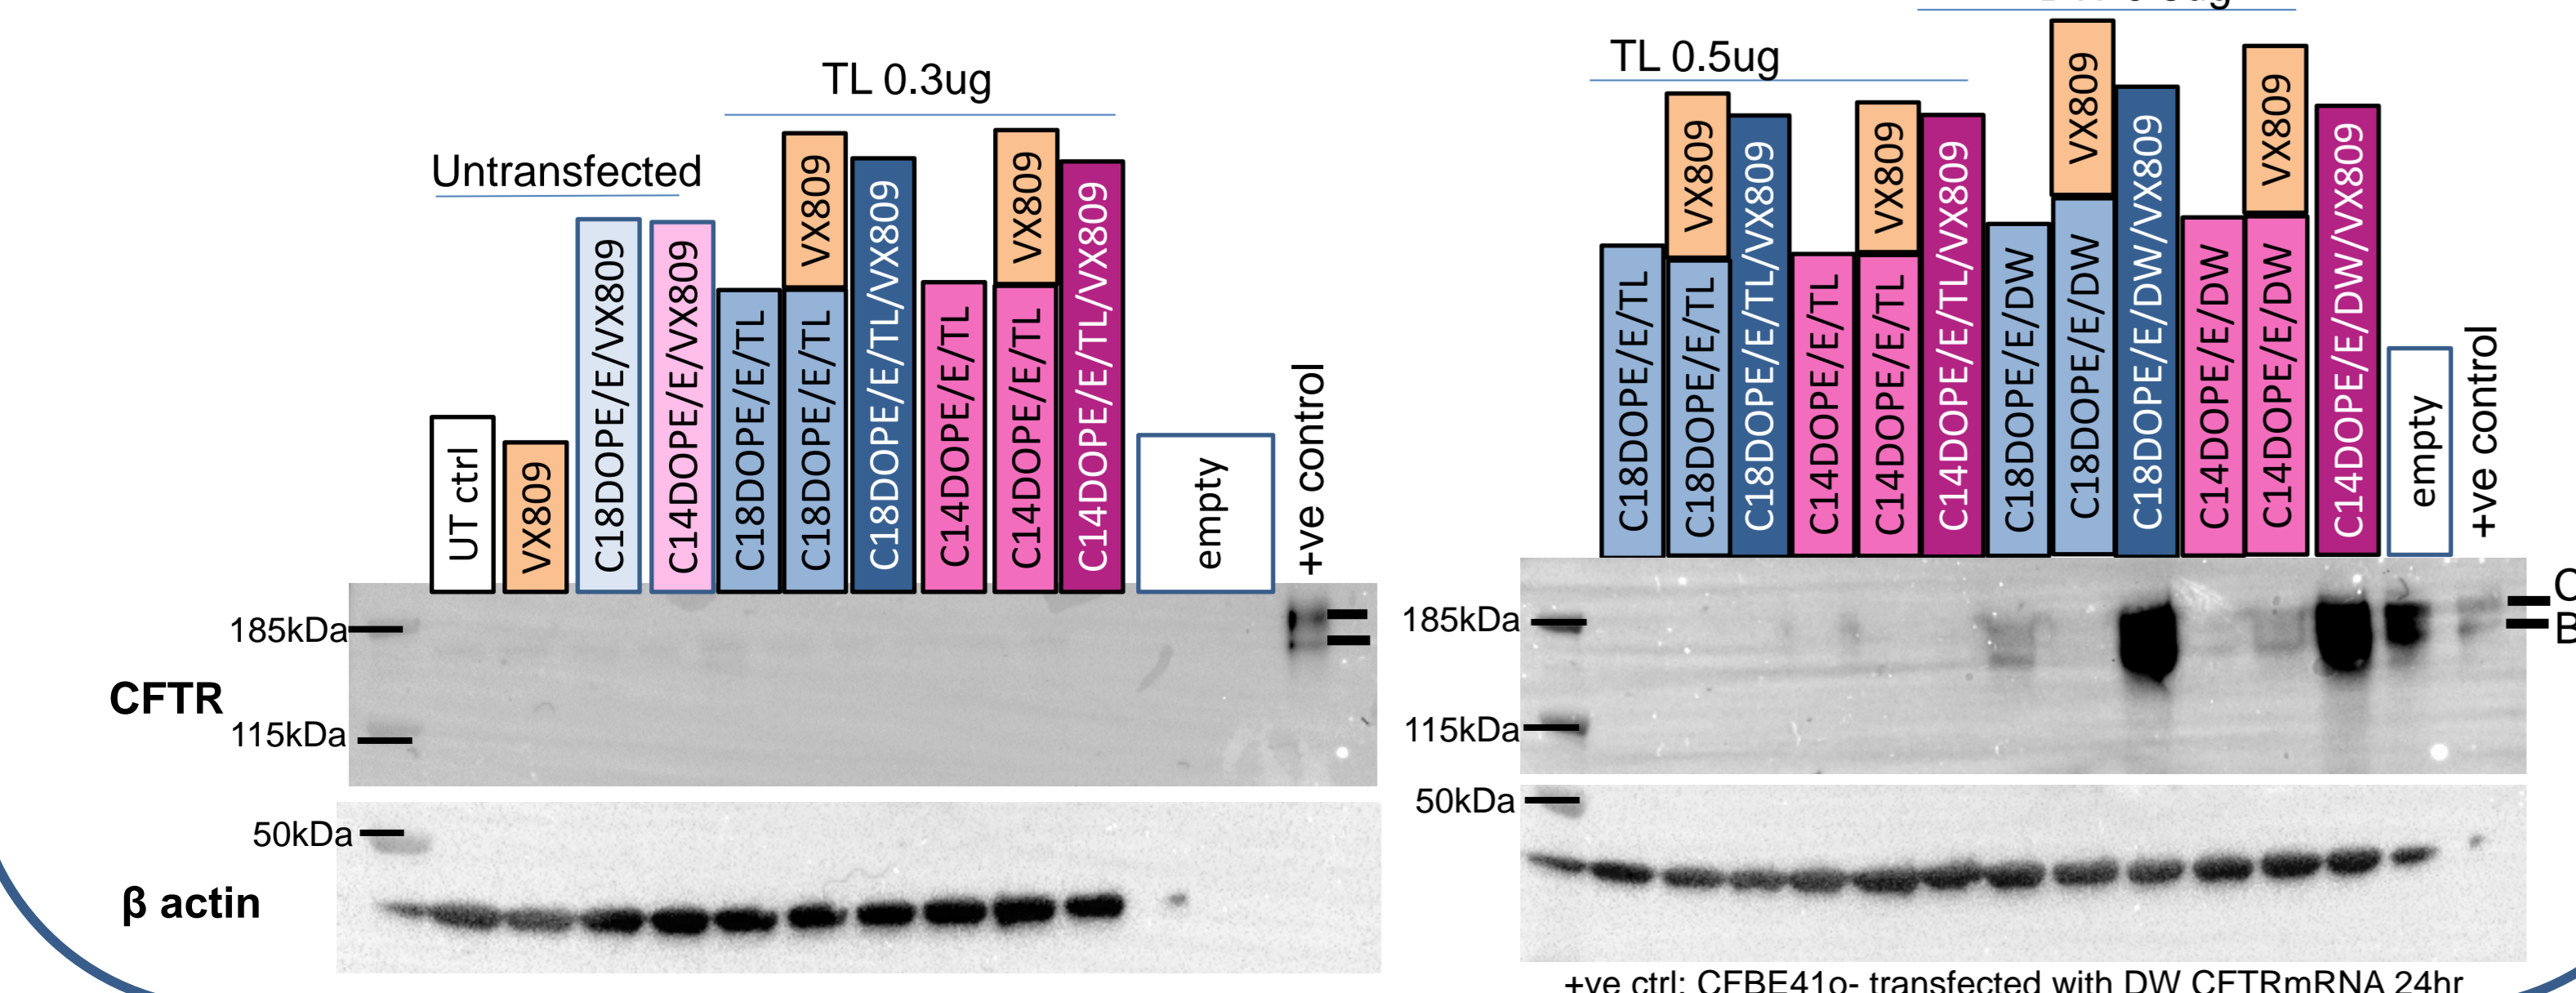 TL 0.3ug
Untransfected
UT ctrl
VX809
C18DOPE/E/VX809
C14DOPE/E/VX809
C18DOPE/E/TL
VX809
C18DOPE/E/TL
C18DOPE/E/TL/VX809
C14DOPE/E/TL
VX809
C14DOPE/E/TL
C14DOPE/E/TL/VX809
empty
+ve control
185kDa
CFTR
115kDa
50kDa
β actin
TL 0.5ug
C18DOPE/E/TL
VX809
C18DOPE/E/TL
C18DOPE/E/TL/VX809
C14DOPE/E/TL
VX809
C14DOPE/E/TL
C14DOPE/E/TL/VX809
C18DOPE/E/DW
VX809
C18DOPE/E/DW
C18DOPE/E/DW/VX809
C14DOPE/E/DW
VX809
C14DOPE/E/DW
C14DOPE/E/DW/VX809
empty
+ve control
185kDa
C
B
115kDa
50kDa
+ve ctrl: CFBE41o- transfected with DW CFTRmRNA 24hr